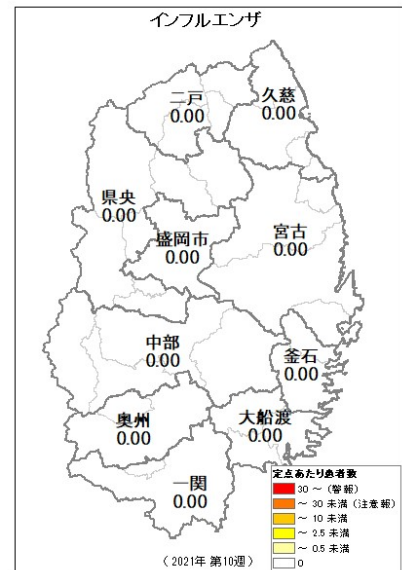 インフルエンザ
二戸
0.00
久慈
0.00
県央
0.00
盛岡市
0.00
宮古
0.00
中部
0.00
釜石
0.00
奥州
0.00
大船渡
0.00
一関
0.00
定点あたり患者数
30 ～ (警報)
～ 30 未満 (注意報)
～ 10 未満
～ 2.5 未満
～ 0.5 未満
0
( 2021年 第10週 )